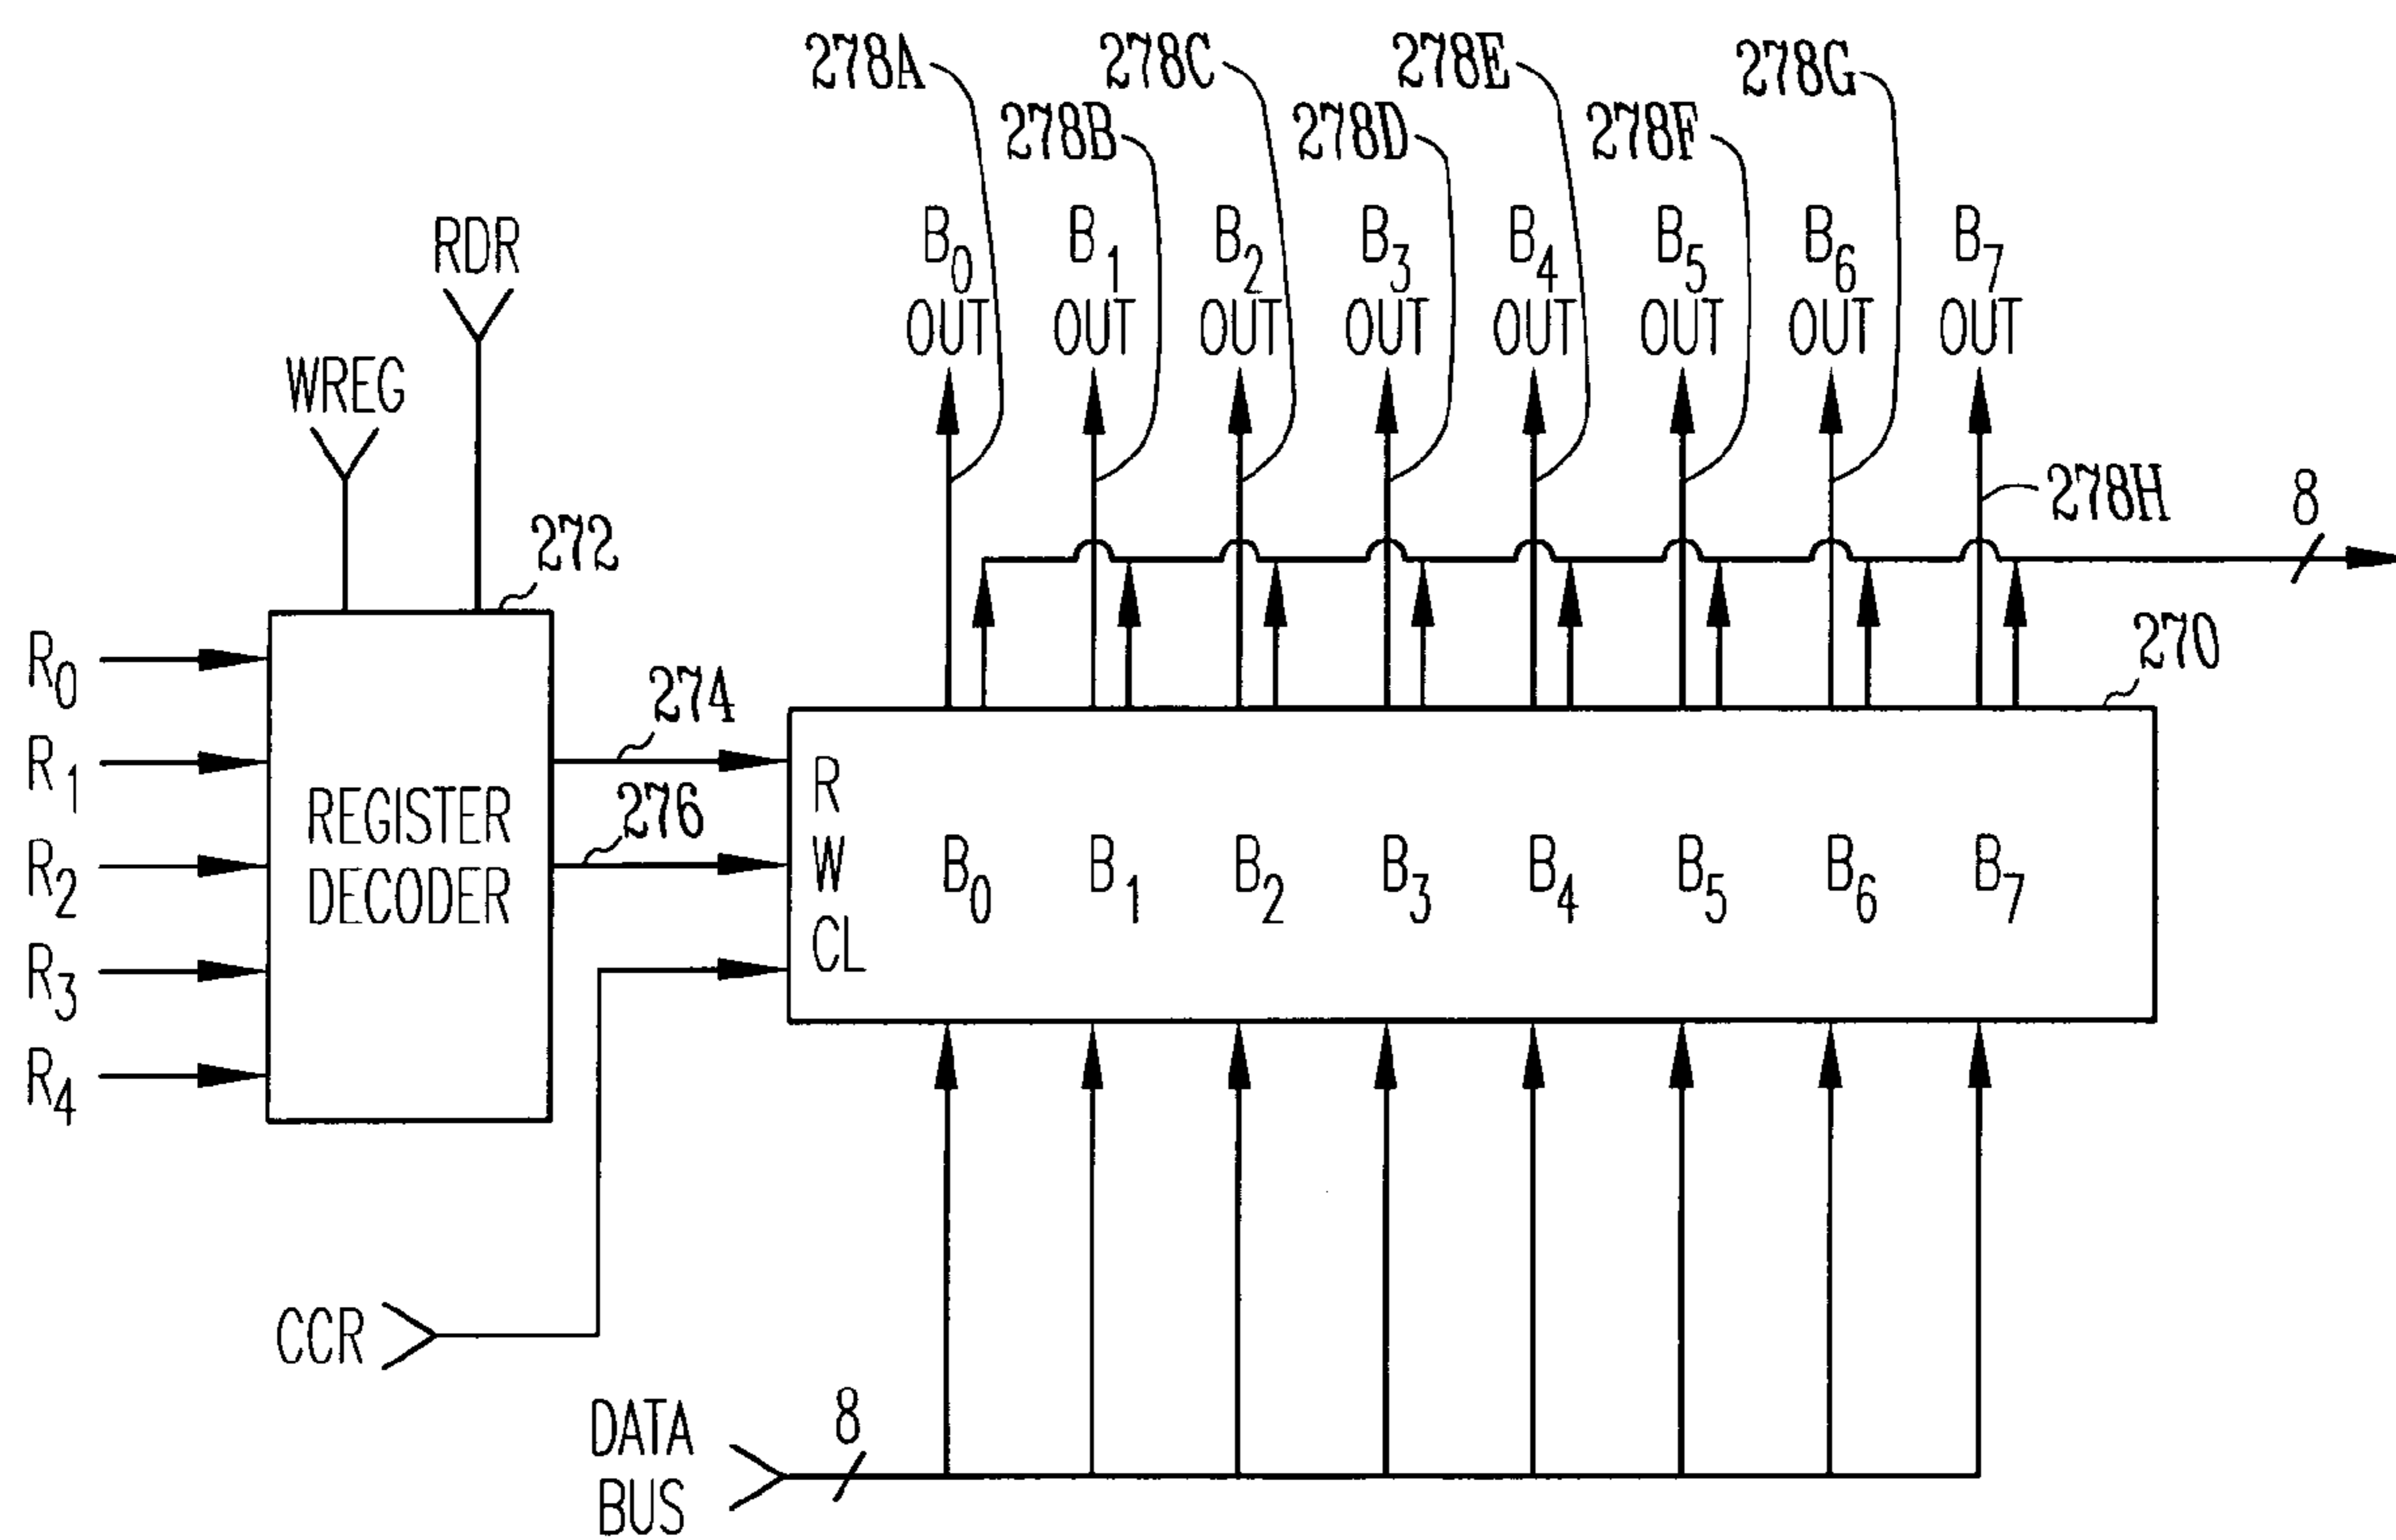 278A 278C 278E 278G
278B 278D 278F
B0 OUT B1 OUT B2 OUT B3 OUT B4 OUT B5 OUT B6 OUT B7 OUT
RDR
WREG
278H
8
272
270
R0
R1
R2
R3
R4
REGISTER
DECODER
274
276
R
W
CL
B0 B1 B2 B3 B4 B5 B6 B7
CCR
DATA
BUS
8